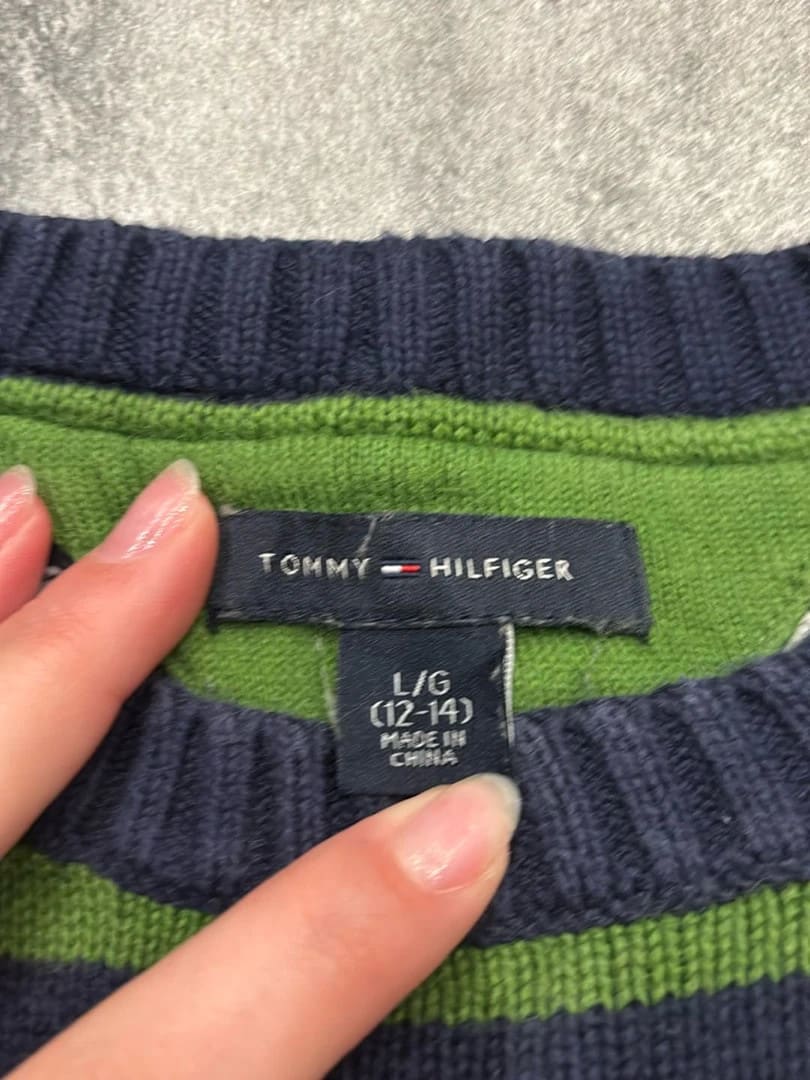 TOMMY HILFIGER
L/G
(12-14)
MADE IN
CHINA